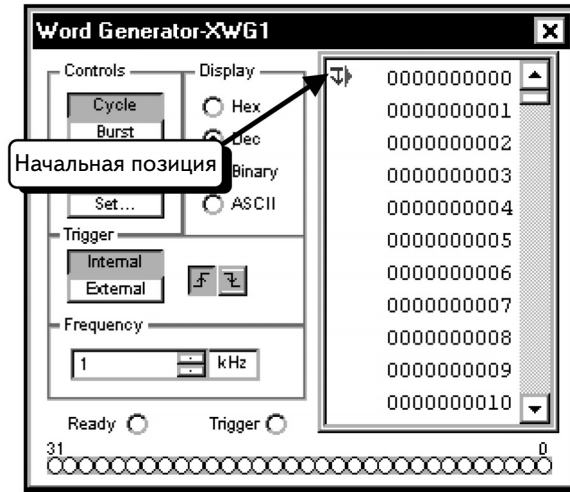 Word Generator-XWG1
Controls
Cycle
Burst
Set...
Display
Hex
Dec
Binary
ASCII
Начальная позиция
Trigger
Internal
External
Frequency
1
kHz
Ready
Trigger
0000000000
0000000001
0000000002
0000000003
0000000004
0000000005
0000000006
0000000007
0000000008
0000000009
0000000010
31
0